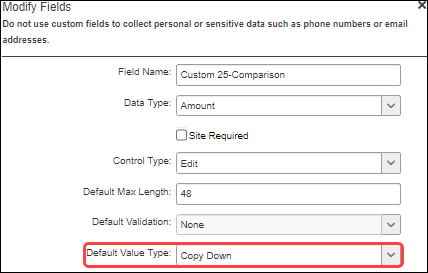 Modify Fields
Do not use custom fields to collect personal or sensitive data such as phone numbers or email
addresses.
Field Name: Custom 25-Comparison
Data Type: Amount
Site Required
Control Type: Edit
Default Max Length: 48
Default Validation: None
Default Value Type: Copy Down